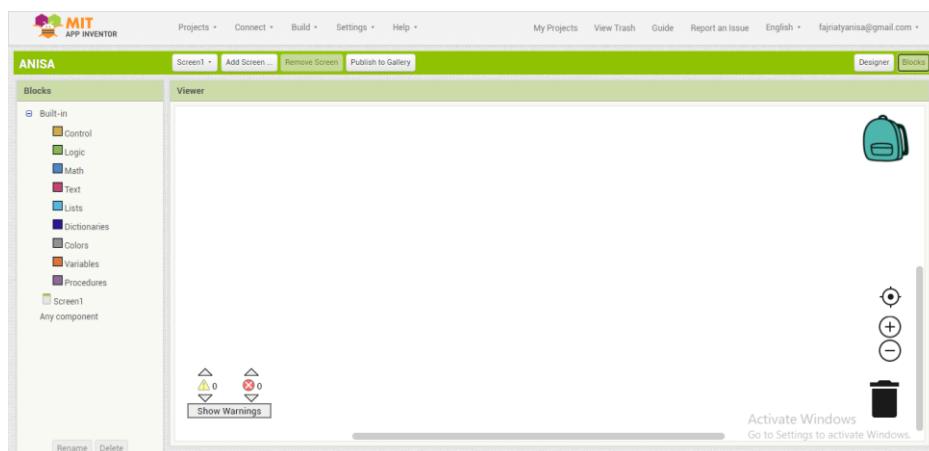 MIT
APP INVENTOR
Projects Connect Build Settings Help My Projects View Trash Guide Report an Issue English fajriatyanisa@gmail.com
ANISA Screen1 Add Screen ... Remove Screen Publish to Gallery Designer Blocks
Blocks Viewer
Built-in
Control
Logic
Math
Text
Lists
Dictionaries
Colors
Variables
Procedures
Screen1
Any component
0 0
Show Warnings
Activate Windows
Go to Settings to activate Windows.
Rename Delete